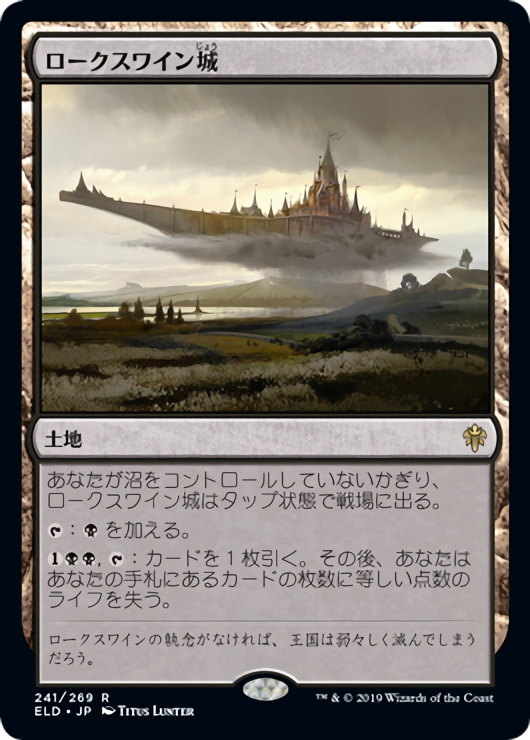 ロークスワイン城
じょう
土地
あなたが沼をコントロールしていないかぎり、
ロークスワイン城はタップ状態で戦場に出る。
：を加える。
1, ：カードを１枚引く。その後、あなたは
あなたの手札にあるカードの枚数に等しい点数の
ライフを失う。
ロークスワインの執念がなければ、王国は弱々しく滅んでしまう
だろう。
241/269 R
ELD • JP Titus Lunter
™ & © 2019 Wizards of the Coast